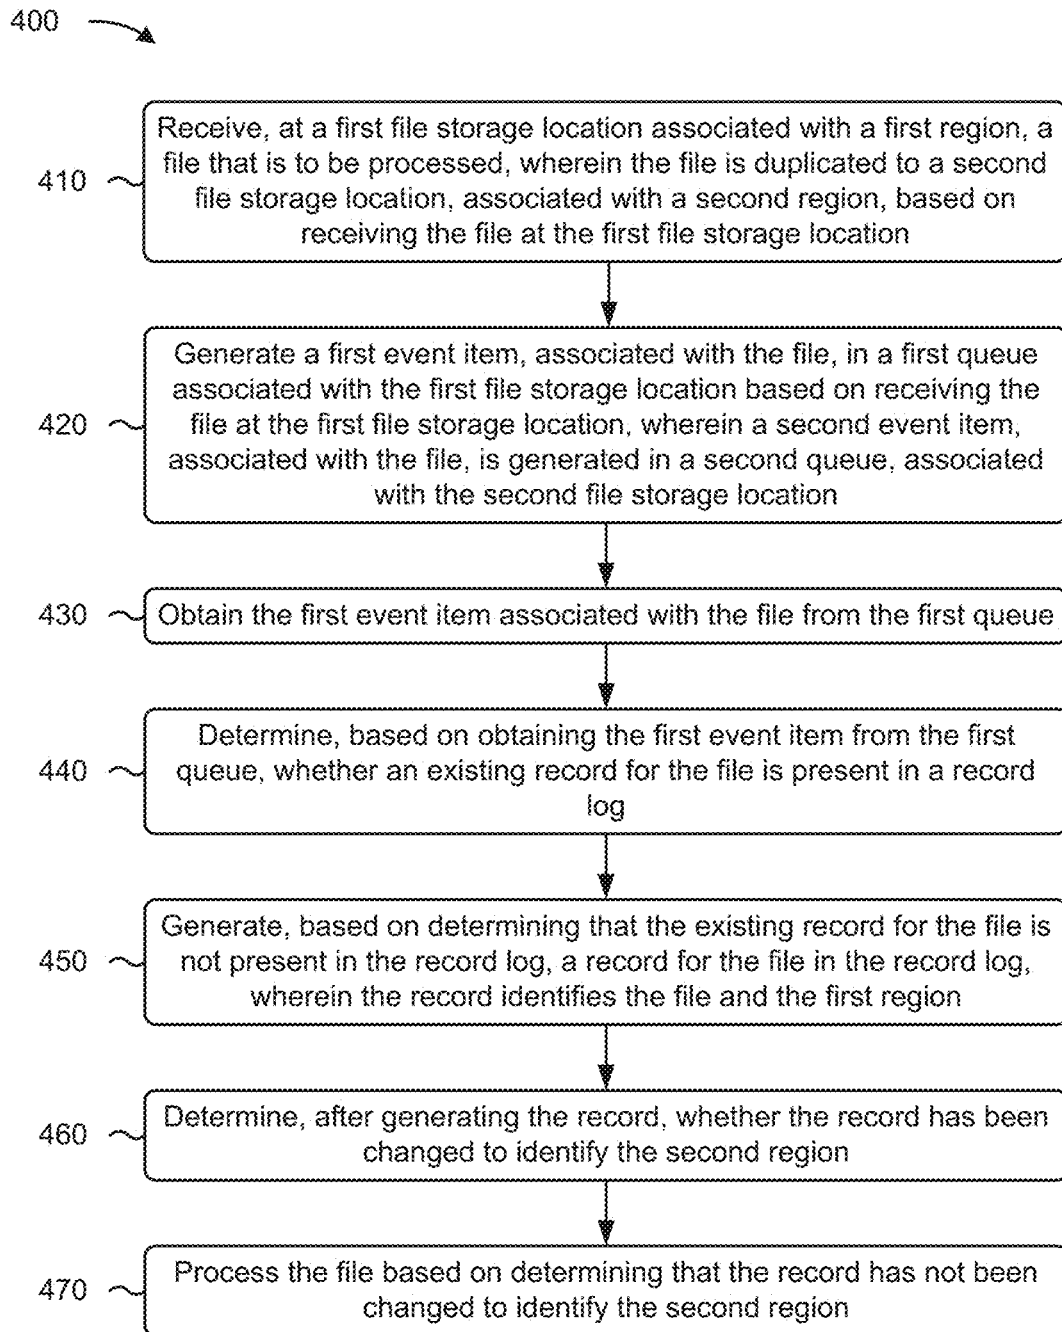 400
Receive, at a first file storage location associated with a first region, a
file that is to be processed, wherein the file is duplicated to a second
410
file storage location, associated with a second region, based on
receiving the file at the first file storage location
Generate a first event item, associated with the file, in a first queue
associated with the first file storage location based on receiving the
420
file at the first file storage location, wherein a second event item,
associated with the file, is generated in a second queue, associated
with the second file storage location
430
Obtain the first event item associated with the file from the first queue
Determine, based on obtaining the first event item from the first
440
queue, whether an existing record for the file is present in a record
log
Generate, based on determining that the existing record for the file is
450
not present in the record log, a record for the file in the record log,
wherein the record identifies the file and the first region
460
Determine, after generating the record, whether the record has been
changed to identify the second region
470
Process the file based on determining that the record has not been
changed to identify the second region